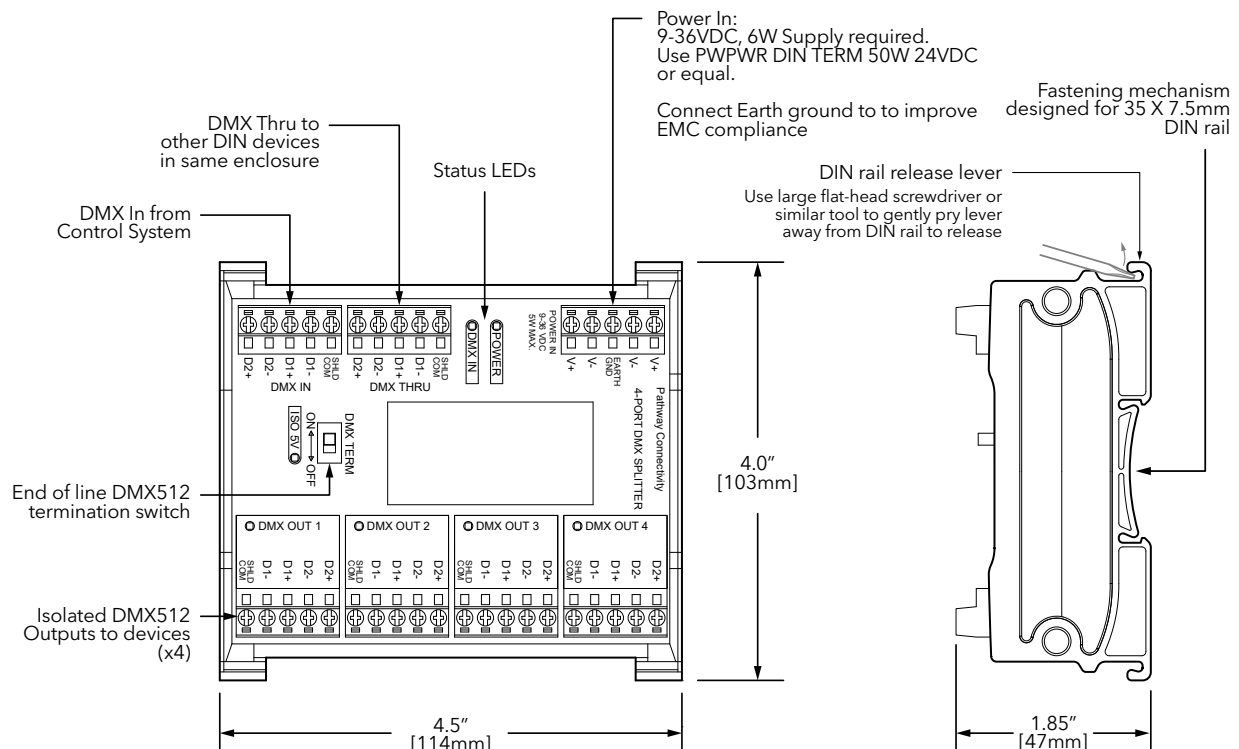 Power In:
9-36VDC, 6W Supply required.
Use PWPWR DIN TERM 50W 24VDC
or equal.
Connect Earth ground to to improve
EMC compliance
Fastening mechanism
designed for 35 X 7.5mm
DIN rail
DMX Thru to
other DIN devices
in same enclosure
Status LEDs
DIN rail release lever
Use large flat-head screwdriver or
similar tool to gently pry lever
away from DIN rail to release
DMX In from
Control System
D2+
D2-
D1+
D1-
SHLD
COM
DMX IN
D2+
D2-
D1+
D1-
SHLD
COM
DMX THRU
DMX IN
POWER
POWER IN
9-36 VDC
5W MAX.
V+
V-
EARTH
GND
V-
V+
Pathway Connectivity
4-PORT DMX SPLITTER
ISO 5V
ON
OFF
DMX TERM
4.0"
[103mm]
End of line DMX512
termination switch
DMX OUT 1
DMX OUT 2
DMX OUT 3
DMX OUT 4
SHLD
COM
D1-
D1+
D2-
D2+
SHLD
COM
D1-
D1+
D2-
D2+
SHLD
COM
D1-
D1+
D2-
D2+
SHLD
COM
D1-
D1+
D2-
D2+
Isolated DMX512
Outputs to devices
(x4)
4.5"
[114mm]
1.85"
[47mm]